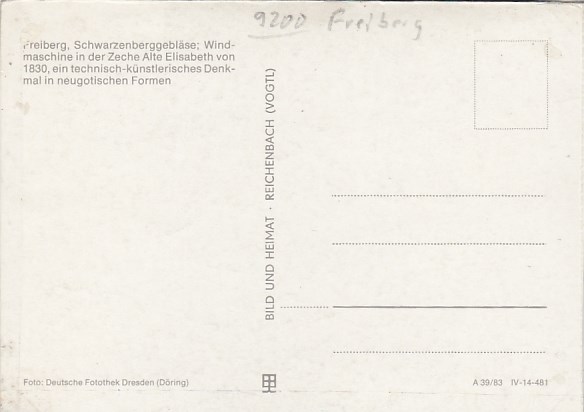 9200 Freiberg
Freiberg, Schwarzenberggebläse; Wind-
maschine in der Zeche Alte Elisabeth von
1830, ein technisch-künstlerisches Denk-
mal in neugotischen Formen
BILD UND HEIMAT · REICHENBACH (VOGTL)
Foto: Deutsche Fotothek Dresden (Döring)
A 39/83 IV-14-481